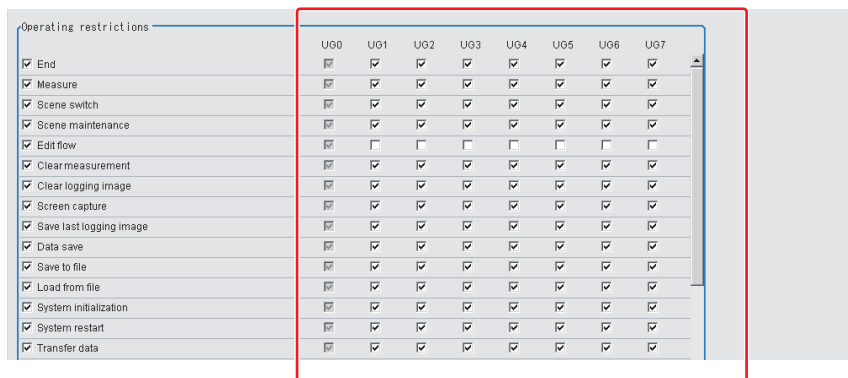 Operating restrictions
UG0 UG1 UG2 UG3 UG4 UG5 UG6 UG7
End
Measure
Scene switch
Scene maintenance
Edit flow
Clear measurement
Clear logging image
Screen capture
Save last logging image
Data save
Save to file
Load from file
System initialization
System restart
Transfer data